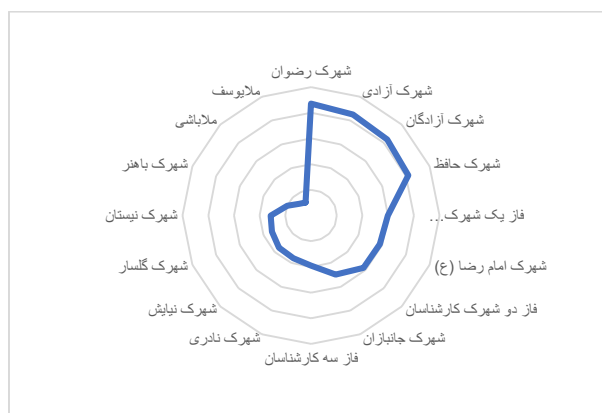 شهرک رضوان
شهرک آزادی
شهرک آزادگان
شهرک حافظ
فاز یک شهرک...
شهرک امام رضا (ع)
فاز دو شهرک کارشناسان
شهرک جانبازان
فاز سه کارشناسان
شهرک نادری
شهرک نیایش
شهرک گلسار
شهرک نیستان
شهرک باهنر
ملاباشی
ملایوسف